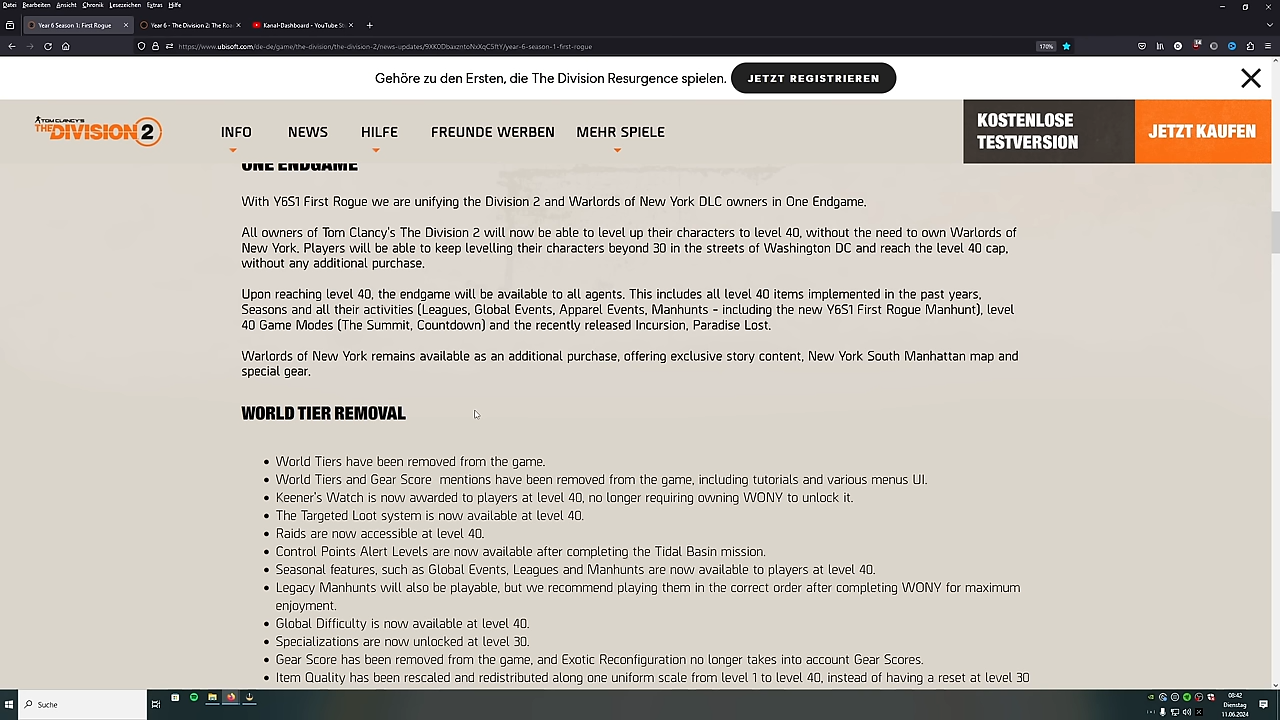 Datei Bearbeiten Ansicht Chronik Lesezeichen Extras Hilfe
Year 6 Season 1: First Rogue
Year 6 - The Division 2: The Ro
Kanal-Dashboard - YouTube St
https://www.ubisoft.com/de-de/game/the-division/the-division-2/news-updates/9XKODbaxzntoNxXqC5ftY/year-6-season-1-first-rogue
170%
Gehöre zu den Ersten, die The Division Resurgence spielen. JETZT REGISTRIEREN
TOM CLANCY'S
THE DIVISION 2
INFO NEWS HILFE FREUNDE WERBEN MEHR SPIELE
KOSTENLOSE
TESTVERSION
JETZT KAUFEN
ONE ENDGAME
With Y6S1 First Rogue we are unifying the Division 2 and Warlords of New York DLC owners in One Endgame.
All owners of Tom Clancy's The Division 2 will now be able to level up their characters to level 40, without the need to own Warlords of
New York. Players will be able to keep levelling their characters beyond 30 in the streets of Washington DC and reach the level 40 cap,
without any additional purchase.
Upon reaching level 40, the endgame will be available to all agents. This includes all level 40 items implemented in the past years,
Seasons and all their activities (Leagues, Global Events, Apparel Events, Manhunts - including the new Y6S1 First Rogue Manhunt), level
40 Game Modes (The Summit, Countdown) and the recently released Incursion, Paradise Lost.
Warlords of New York remains available as an additional purchase, offering exclusive story content, New York South Manhattan map and
special gear.
WORLD TIER REMOVAL
• World Tiers have been removed from the game.
• World Tiers and Gear Score mentions have been removed from the game, including tutorials and various menus UI.
• Keener's Watch is now awarded to players at level 40, no longer requiring owning WONY to unlock it.
• The Targeted Loot system is now available at level 40.
• Raids are now accessible at level 40.
• Control Points Alert Levels are now available after completing the Tidal Basin mission.
• Seasonal features, such as Global Events, Leagues and Manhunts are now available to players at level 40.
• Legacy Manhunts will also be playable, but we recommend playing them in the correct order after completing WONY for maximum
enjoyment.
• Global Difficulty is now available at level 40.
• Specializations are now unlocked at level 30.
• Gear Score has been removed from the game, and Exotic Reconfiguration no longer takes into account Gear Scores.
• Item Quality has been rescaled and redistributed along one uniform scale from level 1 to level 40, instead of having a reset at level 30
Suche
08:42
Dienstag
11.06.2024